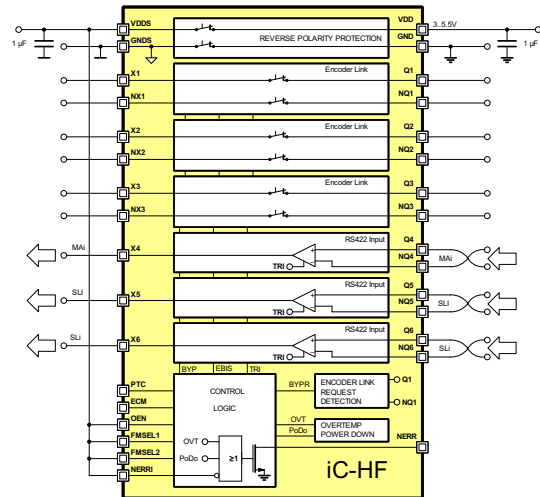 VDDS
VDD
3..5.5V
1 µF
GNDS
REVERSE POLARITY PROTECTION
GND
1 µF
X1
Encoder Link
Q1
NX1
NQ1
X2
Encoder Link
Q2
NX2
NQ2
X3
Encoder Link
Q3
NX3
NQ3
RS422 Input
Q4
MAi
X4
+
−
NQ4
MAi
TRI
RS422 Input
Q5
SLI
X5
+
−
NQ5
SLI
TRI
RS422 Input
Q6
SLi
X6
+
−
NQ6
SLi
TRI
BYP
EBIS
TRI
PTC
CONTROL
LOGIC
BYPR
ENCODER LINK
REQUEST
DETECTION
Q1
NQ1
ECM
OEN
OVT
PoDo
OVERTEMP
POWER DOWN
FMSEL1
OVT
NERR
FMSEL2
PoDo
≥1
NERRI
iC-HF